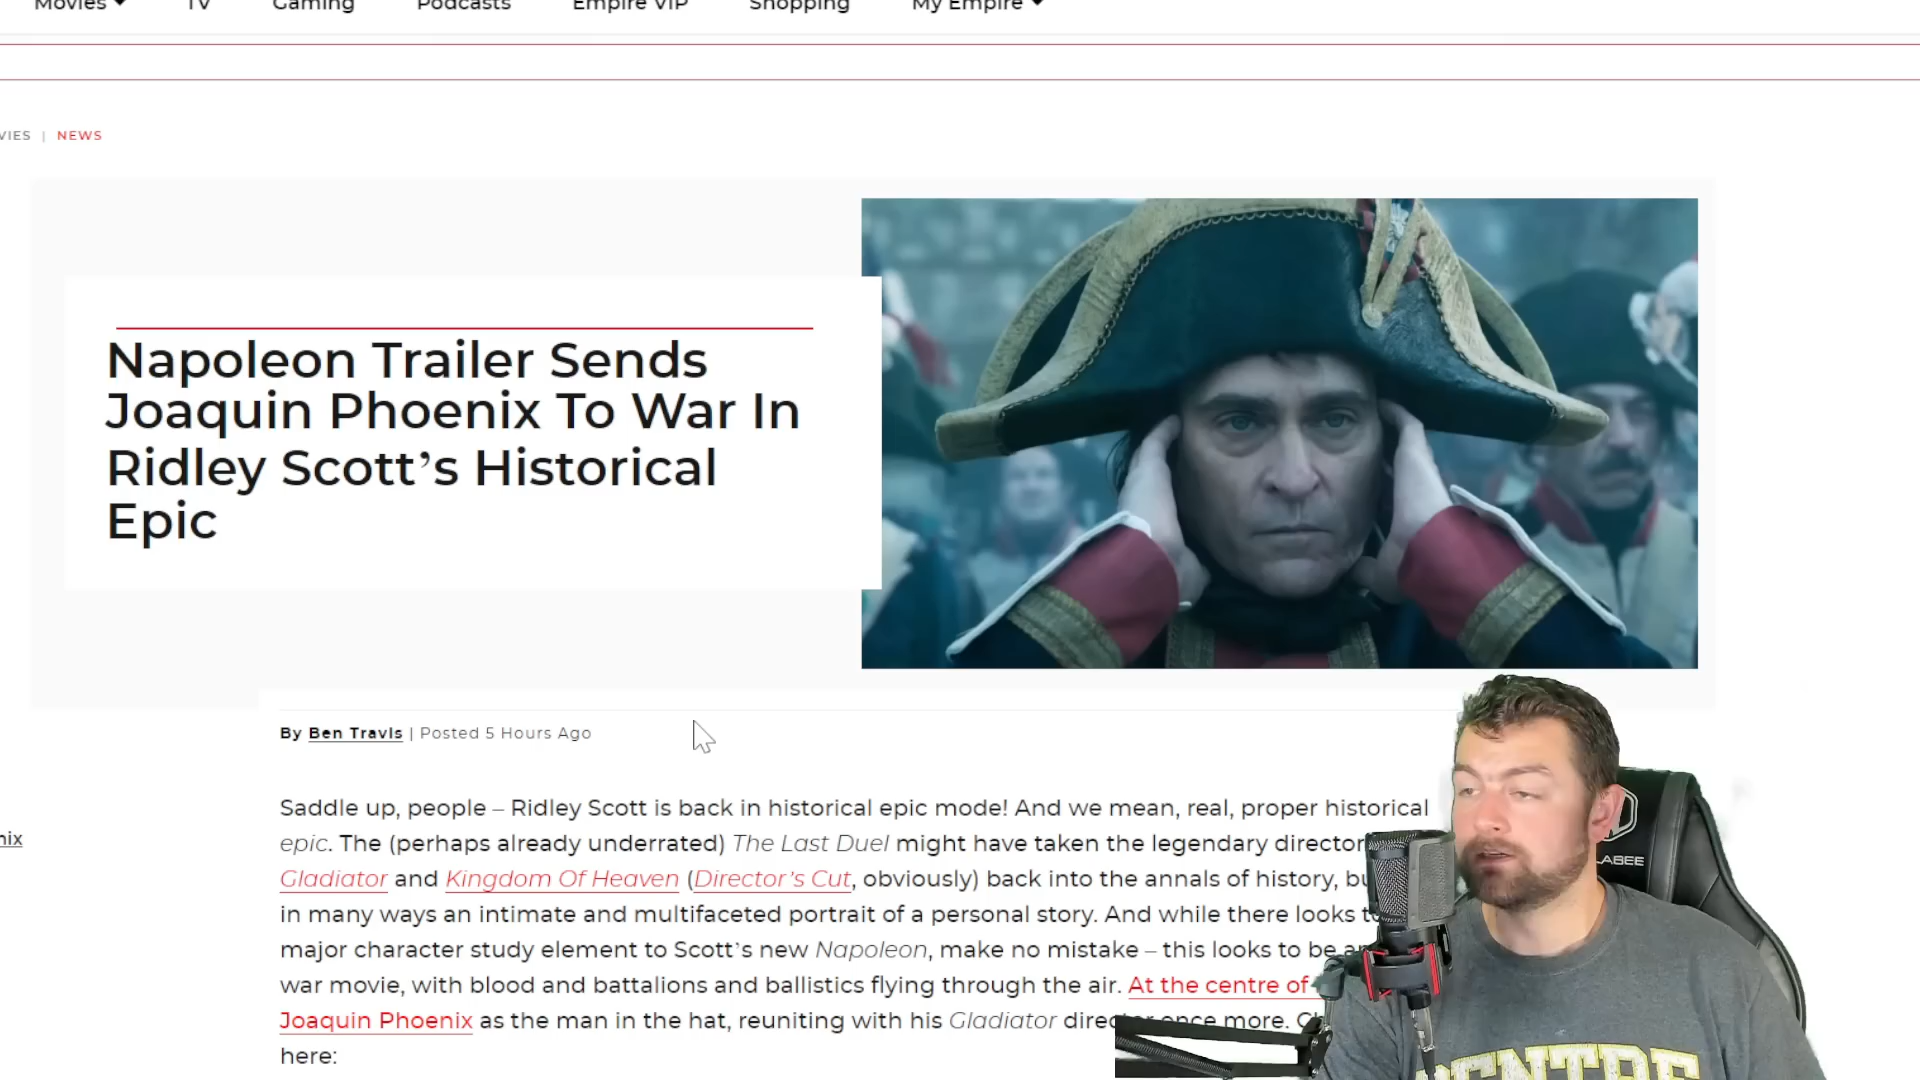 Movies
TV
Gaming
Podcasts
Empire VIP
Shopping
My Empire
VIES | NEWS
Napoleon Trailer Sends
Joaquin Phoenix To War In
Ridley Scott’s Historical
Epic
By Ben Travis | Posted 5 Hours Ago
Saddle up, people – Ridley Scott is back in historical epic mode! And we mean, real, proper historical
epic. The (perhaps already underrated) The Last Duel might have taken the legendary director
Gladiator and Kingdom Of Heaven (Director’s Cut, obviously) back into the annals of history,
in many ways an intimate and multifaceted portrait of a personal story. And while there looks
major character study element to Scott’s new Napoleon, make no mistake – this looks to be
war movie, with blood and battalions and ballistics flying through the air. At the centre of
Joaquin Phoenix as the man in the hat, reuniting with his Gladiator once more.
here:
nix
LABEE